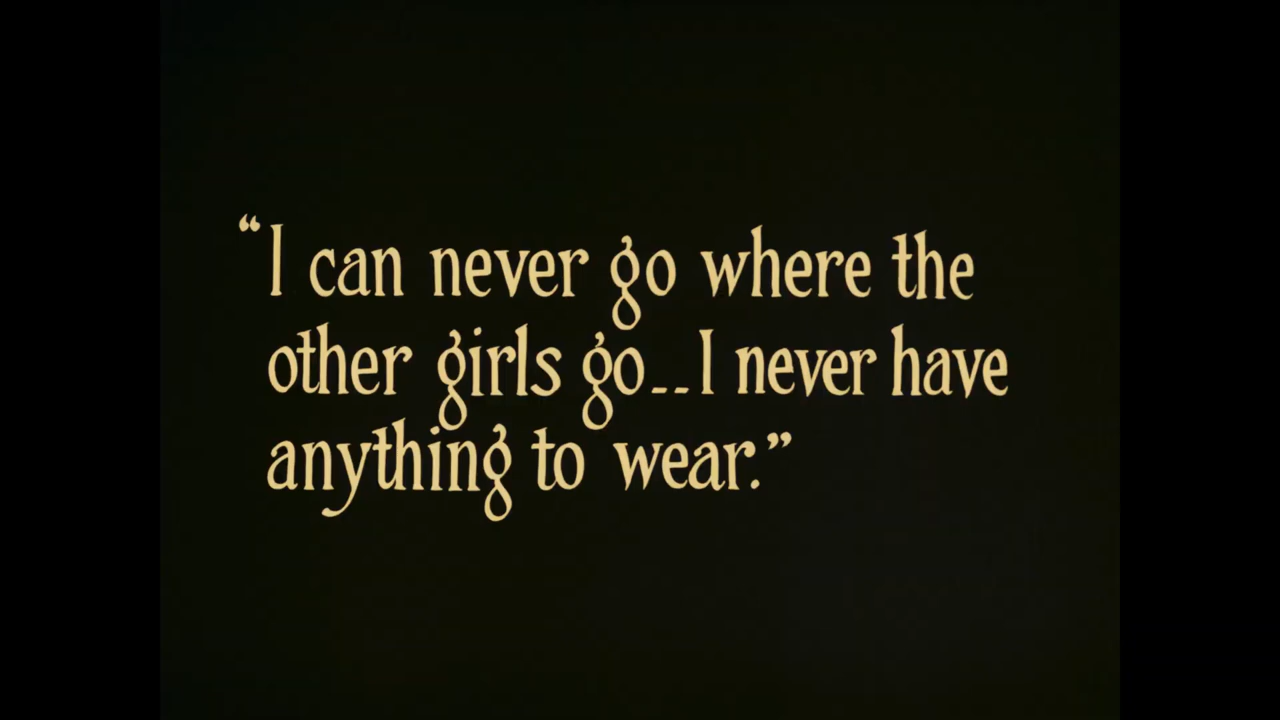 “I can never go where the
other girls go--I never have
anything to wear.”